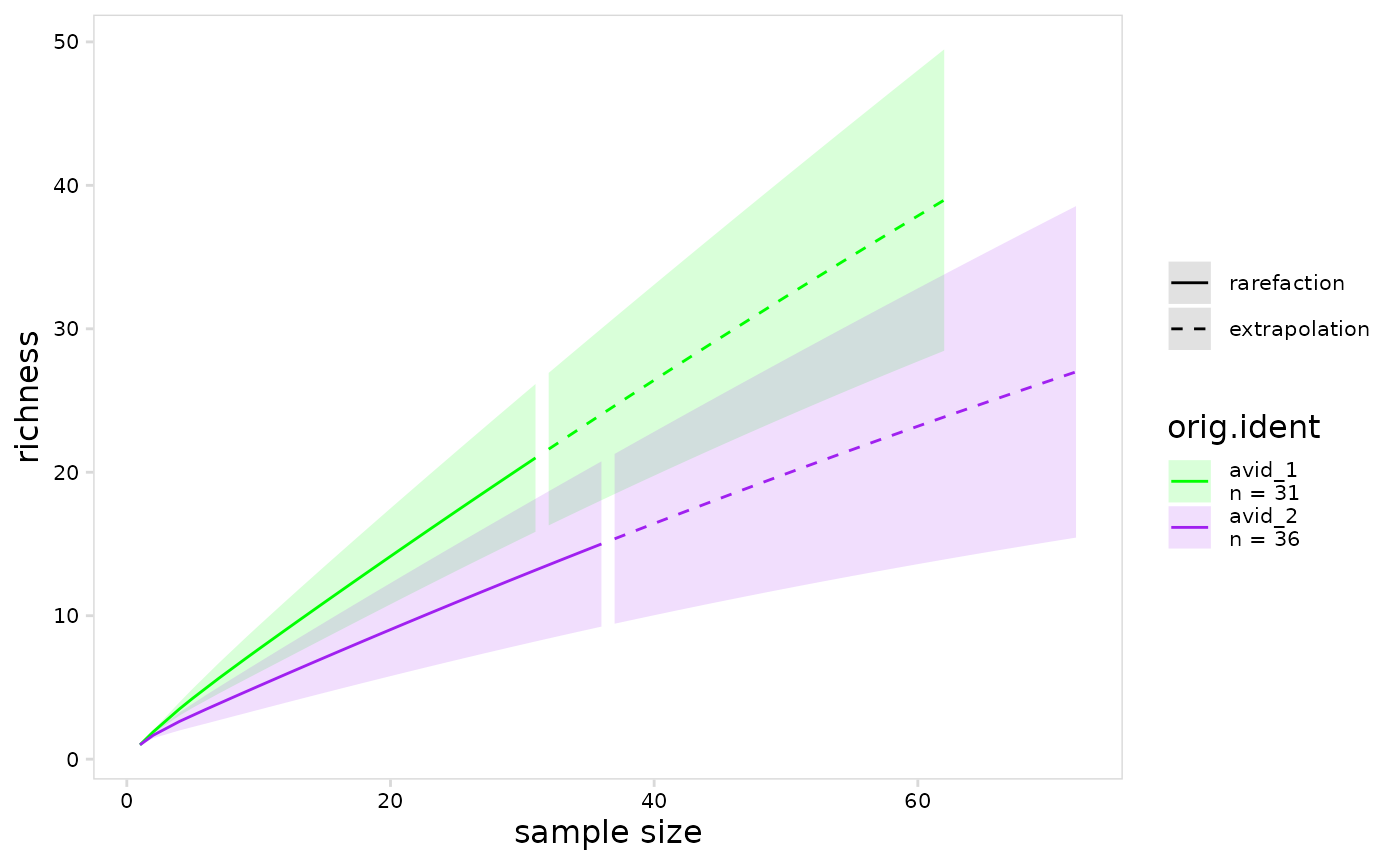 50
40
30
20
10
0
richness
0 20 40 60
sample size
rarefaction
extrapolation
orig.ident
avid_1
n = 31
avid_2
n = 36